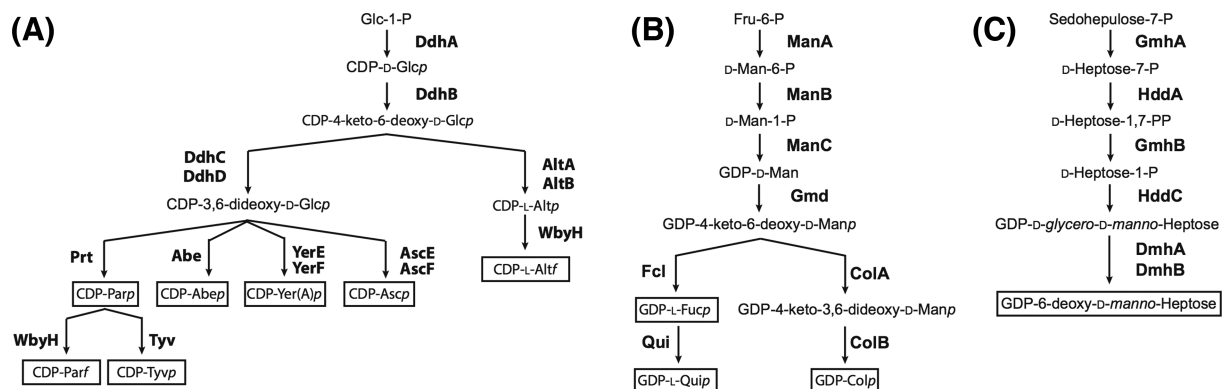 (A)
Glc-1-P
DdhA
CDP-D-Glcp
DdhB
CDP-4-keto-6-deoxy-D-Glcp
DdhC
DdhD
AltA
AltB
CDP-3,6-dideoxy-D-Glcp
CDP-L-Altp
Prt
Abe
YerE
YerF
AscE
AscF
WbyH
CDP-L-Altf
CDP-Parp
CDP-Abep
CDP-Yer(A)p
CDP-Ascp
WbyH
Tyv
CDP-Parf
CDP-Tyvp
(B)
Fru-6-P
ManA
D-Man-6-P
ManB
D-Man-1-P
ManC
GDP-D-Man
Gmd
GDP-4-keto-6-deoxy-D-Manp
Fcl
ColA
GDP-L-Fucp
GDP-4-keto-3,6-dideoxy-D-Manp
Qui
ColB
GDP-L-Quip
GDP-Colp
(C)
Sedohepulose-7-P
GmhA
D-Heptose-7-P
HddA
D-Heptose-1,7-PP
GmhB
D-Heptose-1-P
HddC
GDP-D-glycero-D-manno-Heptose
DmhA
DmhB
GDP-6-deoxy-D-manno-Heptose